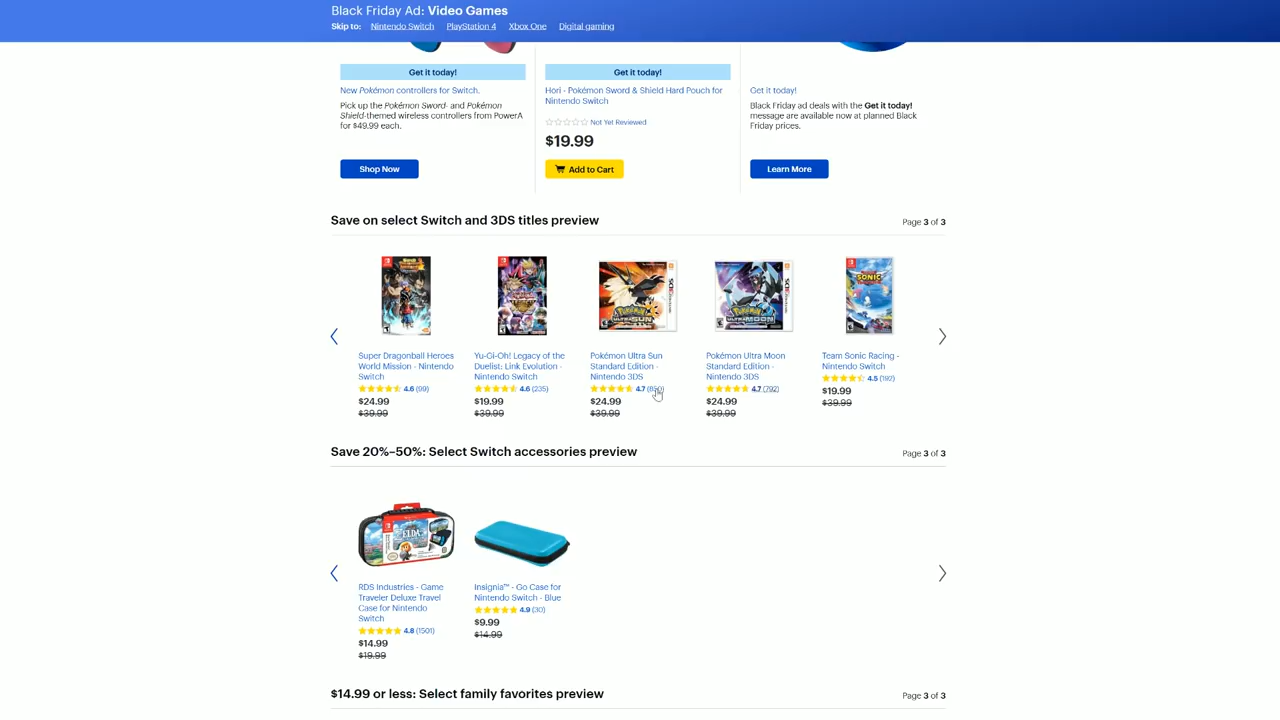 Black Friday Ad: Video Games
Skip to: Nintendo Switch PlayStation 4 Xbox One Digital gaming
Get it today!
New Pokémon controllers for Switch.
Pick up the Pokémon Sword- and Pokémon
Shield-themed wireless controllers from PowerA
for $49.99 each.
Shop Now
Get it today!
Hori - Pokémon Sword & Shield Hard Pouch for
Nintendo Switch
Not Yet Reviewed
$19.99
Add to Cart
Get it today!
Black Friday ad deals with the Get it today!
message are available now at planned Black
Friday prices.
Learn More
Save on select Switch and 3DS titles preview
Page 3 of 3
Super Dragonball Heroes
World Mission - Nintendo
Switch
4.6 (99)
$24.99
$39.99
Yu-Gi-Oh! Legacy of the
Duelist: Link Evolution -
Nintendo Switch
4.6 (235)
$19.99
$39.99
Pokémon Ultra Sun
Standard Edition -
Nintendo 3DS
4.7
$24.99
$39.99
Pokémon Ultra Moon
Standard Edition -
Nintendo 3DS
4.7 (792)
$24.99
$39.99
SONIC
Team Sonic Racing -
Nintendo Switch
4.5 (192)
$19.99
$39.99
Save 20%–50%: Select Switch accessories preview
Page 3 of 3
ZELDA
RDS Industries - Game
Traveler Deluxe Travel
Case for Nintendo
Switch
4.8 (1501)
$14.99
$19.99
Insignia™ - Go Case for
Nintendo Switch - Blue
4.9 (30)
$9.99
$14.99
$14.99 or less: Select family favorites preview
Page 3 of 3